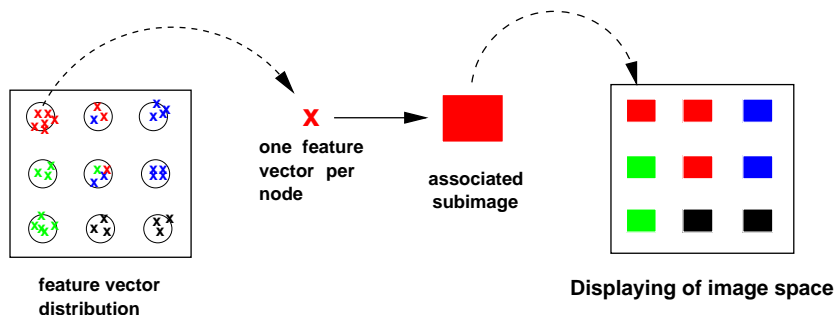 one feature
vector per
node
associated
subimage
feature vector
distribution
Displaying of image space